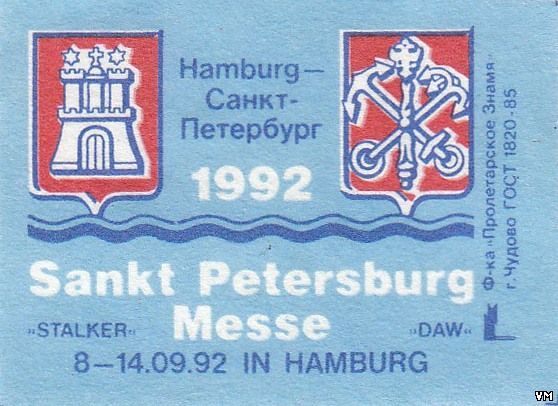 Hamburg—
Санкт-
Петербург
1992
Sankt Petersburg
Messe
„STALKER“
„DAW“
8—14.09.92 IN HAMBURG
Ф-ка „Пролетарское Знамя“
г. Чудово ГОСТ 1820-85
VM